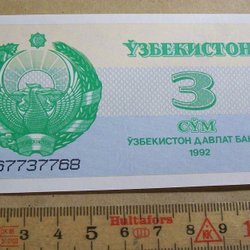 ЎЗБЕКИСТОН
3
СЎМ
ЎЗБЕКИСТОН ДАВЛАТ БАН
1992
67737768
Hultafors